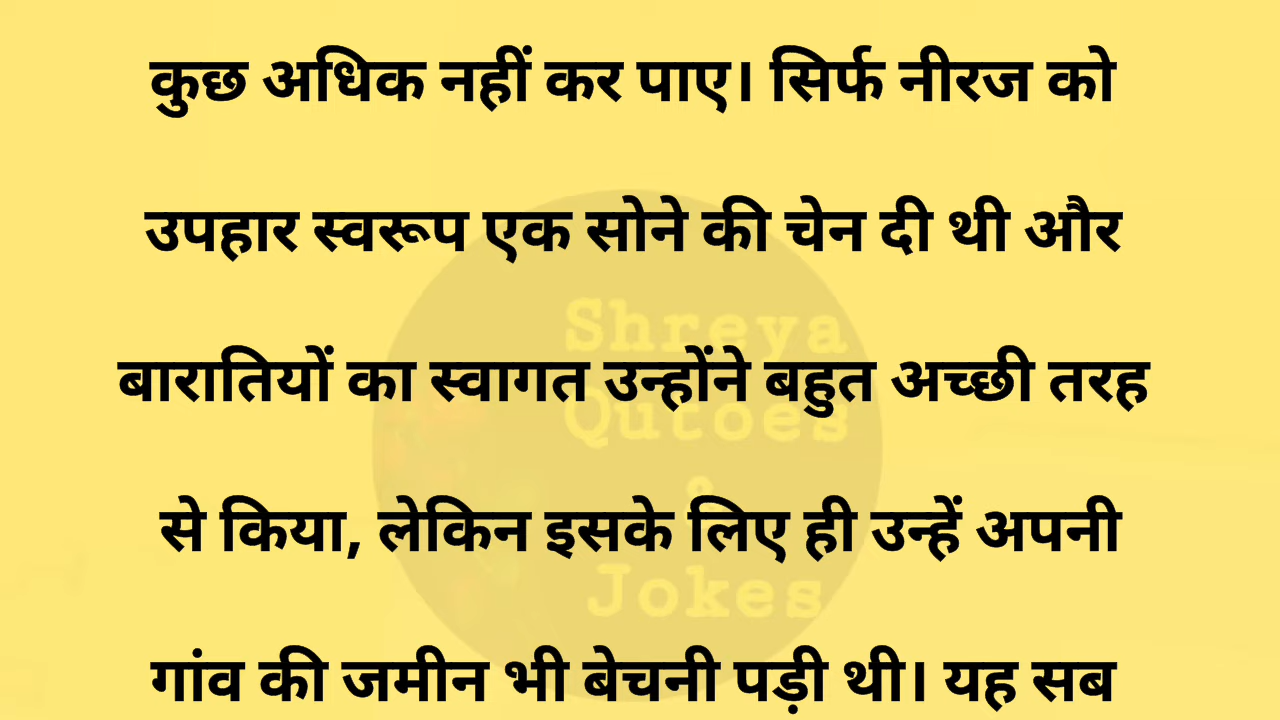 कुछ अधिक नहीं कर पाए। सिर्फ नीरज को
उपहार स्वरूप एक सोने की चेन दी थी और
Shreya
बारातियों का स्वागत उन्होंने बहुत अच्छी तरह
Qutoes
&
से किया, लेकिन इसके लिए ही उन्हें अपनी
Jokes
गांव की जमीन भी बेचनी पड़ी थी। यह सब